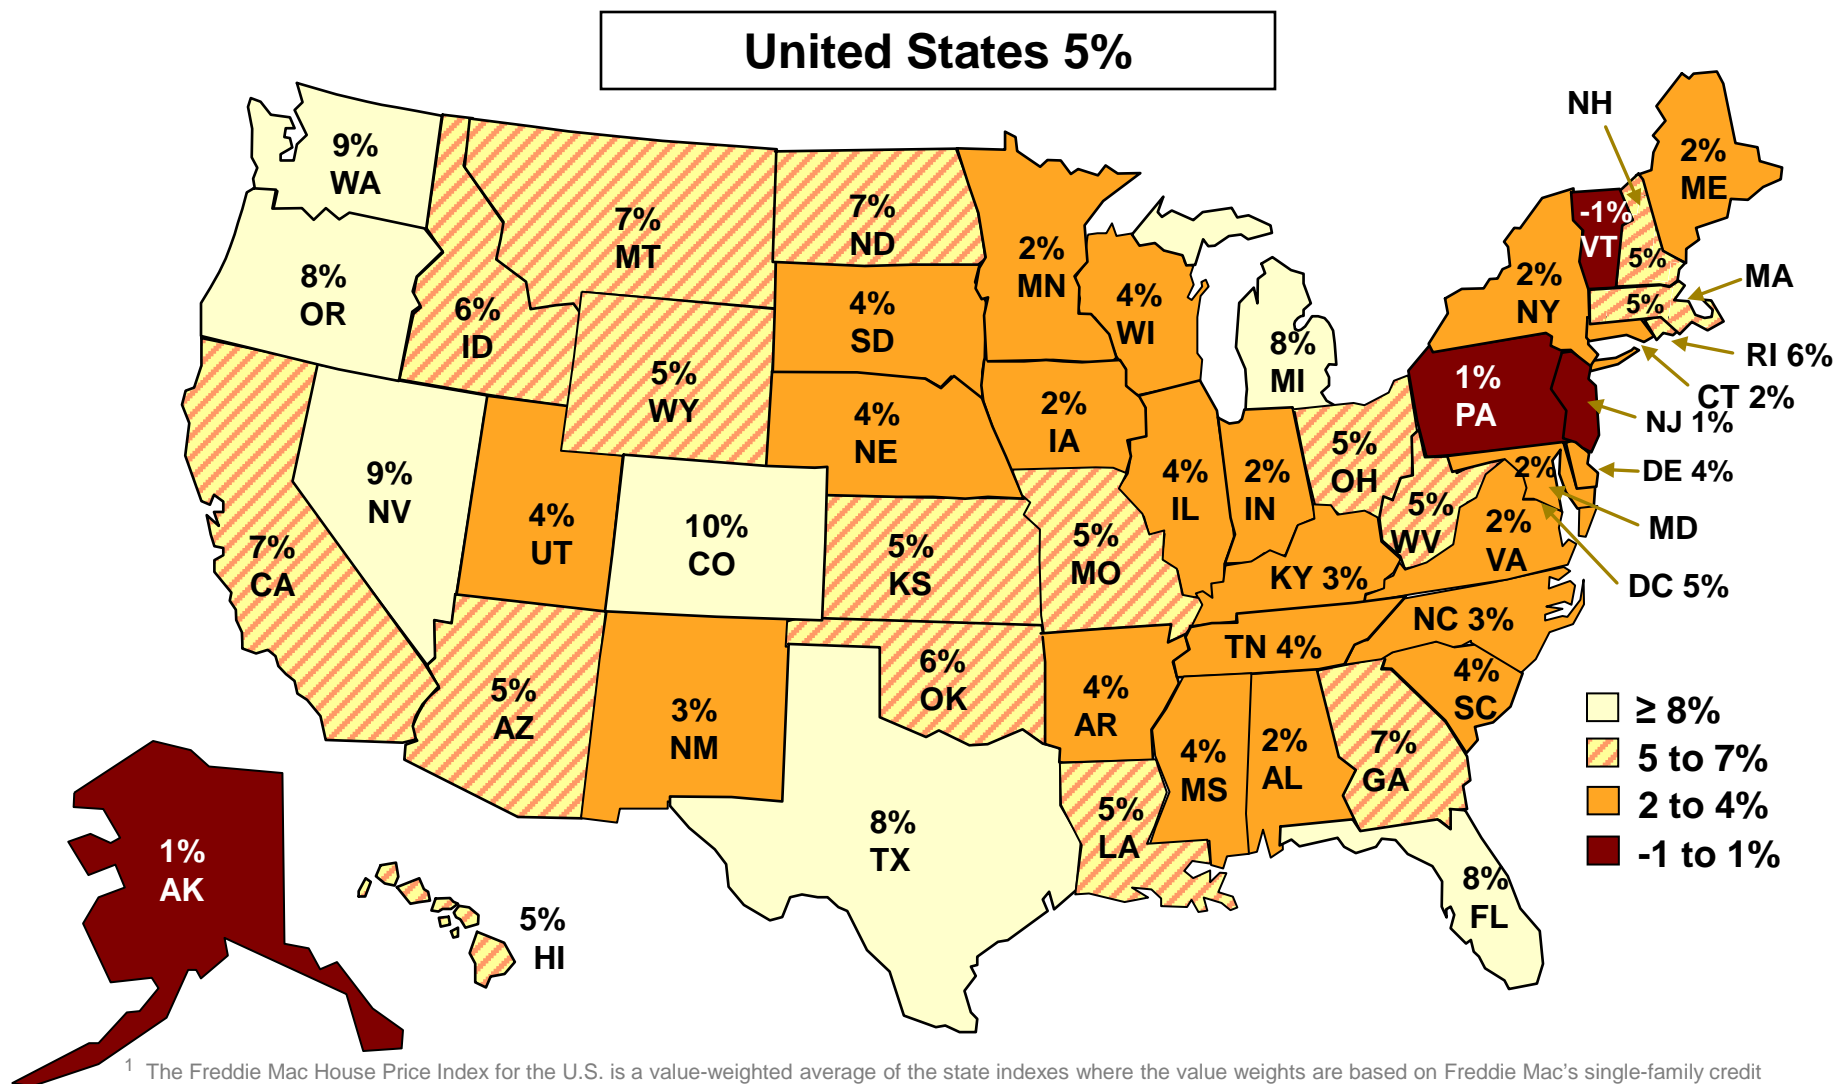 United States 5%
NH
9%
WA
2%
ME
7%
MT
7%
ND
-1%
VT
2%
MN
5%
MA
8%
OR
2%
NY
4%
WI
5%
6%
ID
4%
SD
8%
MI
RI 6%
5%
WY
1%
PA
CT 2%
NJ 1%
2%
IA
4%
NE
5%
OH
2%
DE 4%
9%
NV
4%
IL
2%
IN
5%
WV
2%
VA
MD
4%
UT
10%
CO
5%
KS
5%
MO
7%
CA
KY 3%
DC 5%
NC 3%
TN 4%
6%
OK
4%
SC
5%
AZ
3%
NM
4%
AR
4%
MS
2%
AL
7%
GA
≥ 8%
5 to 7%
2 to 4%
-1 to 1%
5%
LA
8%
TX
1%
AK
8%
FL
5%
HI
1 The Freddie Mac House Price Index for the U.S. is a value-weighted average of the state indexes where the value weights are based on Freddie Mac’s single-family credit